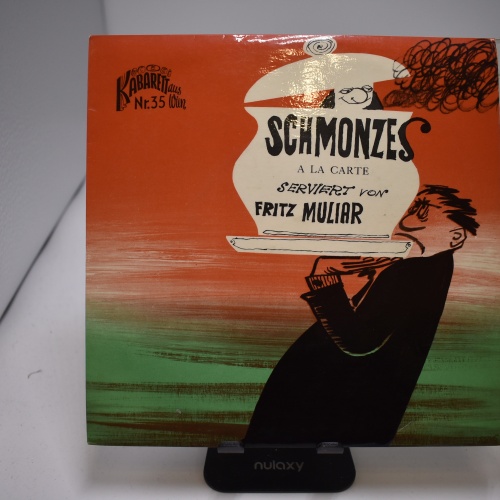 KABARETT aus
Nr.35 Wien
SCHMONZES
A LA CARTE
SERVIERT VON
FRITZ MULIAR
nulaxy